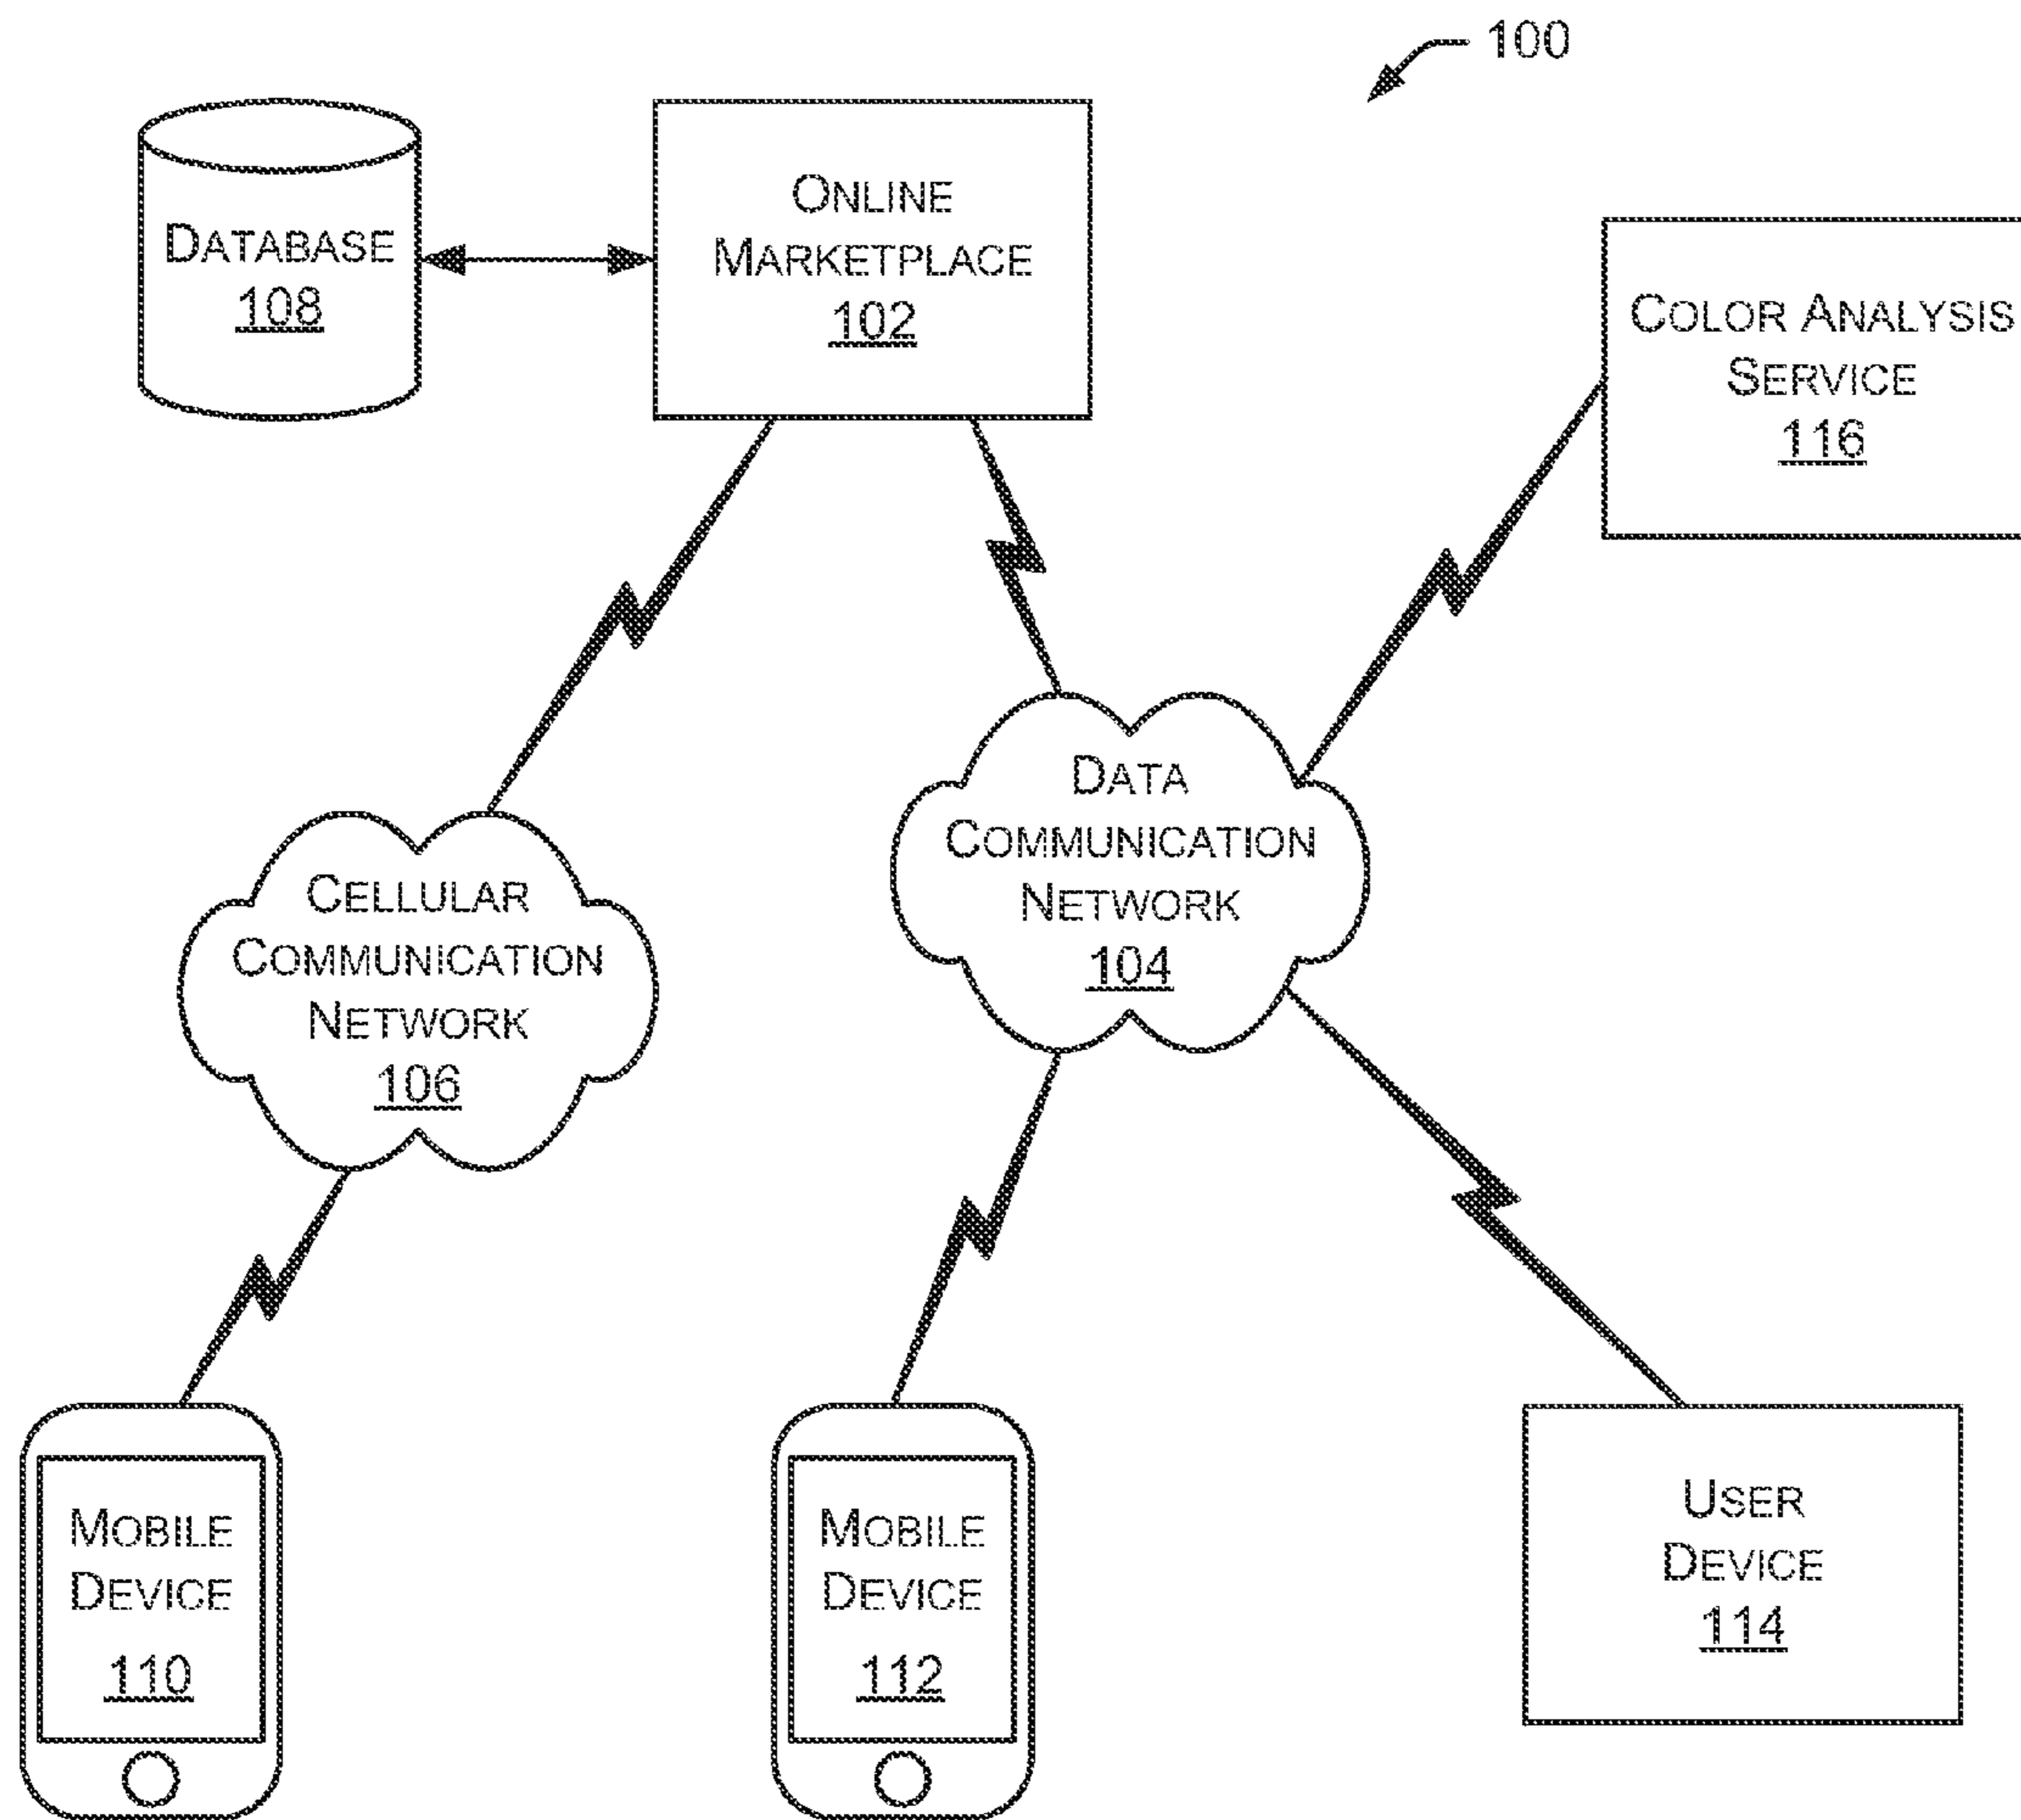 100
DATABASE
108
ONLINE
MARKETPLACE
102
COLOR ANALYSIS
SERVICE
116
DATA
COMMUNICATION
NETWORK
104
CELLULAR
COMMUNICATION
NETWORK
106
MOBILE
DEVICE
110
MOBILE
DEVICE
112
USER
DEVICE
114